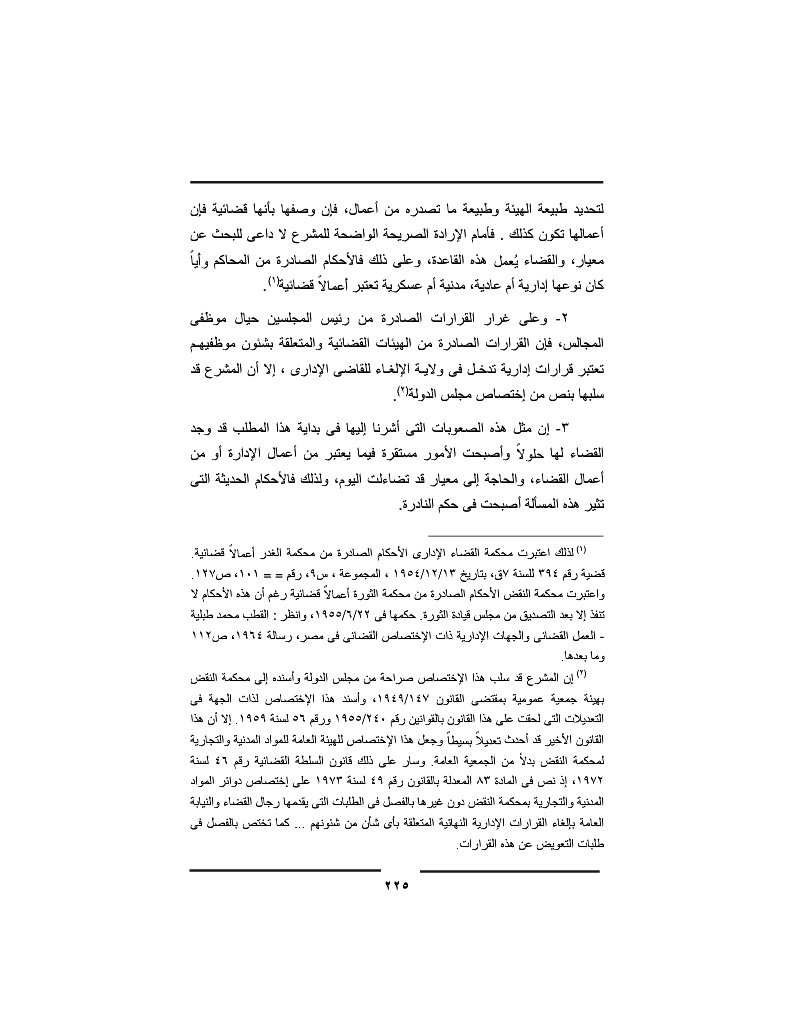 لتحديد طبيعة الهيئة وطبيعة ما تصدره من أعمال، فإن وصفها بأنها قضائية فإن
أعمالها تكون كذلك . فأمام الإرادة الصريحة الواضحة للمشرع لا داعى للبحث عن
معيار، والقضاء يُعمل هذه القاعدة، وعلى ذلك فالأحكام الصادرة من المحاكم وأياً
كان نوعها إدارية أم عادية، مدنية أم عسكرية تعتبر أعمالاً قضائية(١).
٢- وعلى غرار القرارات الصادرة من رئيس المجلسين حيال موظفى
المجالس، فإن القرارات الصادرة من الهيئات القضائية والمتعلقة بشئون موظفيهم
تعتبر قرارات إدارية تدخل فى ولاية الإلغاء للقاضى الإدارى ، إلا أن المشرع قد
سلبها بنص من إختصاص مجلس الدولة(٢).
٣- إن مثل هذه الصعوبات التى أشرنا إليها فى بداية هذا المطلب قد وجد
القضاء لها حلولاً وأصبحت الأمور مستقرة فيما يعتبر من أعمال الإدارة أو من
أعمال القضاء، والحاجة إلى معيار قد تضاءلت اليوم، ولذلك فالأحكام الحديثة التى
تثير هذه المسألة أصبحت فى حكم النادرة.
(١) لذلك اعتبرت محكمة القضاء الإدارى الأحكام الصادرة من محكمة الغدر أعمالاً قضائية.
قضية رقم ٣٩٤ للسنة ٧ق، بتاريخ ١٩٥٤/١٢/١٣ ، المجموعة ، س٩، رقم = = ١٠١، ص١٢٧.
واعتبرت محكمة النقض الأحكام الصادرة من محكمة الثورة أعمالاً قضائية رغم أن هذه الأحكام لا
تنفذ إلا بعد التصديق من مجلس قيادة الثورة. حكمها فى ١٩٥٥/٦/٢٢، وانظر : القطب محمد طبلية
- العمل القضائى والجهات الإدارية ذات الإختصاص القضائى فى مصر، رسالة ١٩٦٤، ص١١٢
وما بعدها.
(٢) إن المشرع قد سلب هذا الإختصاص صراحة من مجلس الدولة وأسنده إلى محكمة النقض
بهيئة جمعية عمومية بمقتضى القانون ١٩٤٩/١٤٧، وأسند هذا الإختصاص لذات الجهة فى
التعديلات التى لحقت على هذا القانون بالقوانين رقم ١٩٥٥/٢٤٠ ورقم ٥٦ لسنة ١٩٥٩. إلا أن هذا
القانون الأخير قد أحدث تعديلاً بسيطاً وجعل هذا الإختصاص للهيئة العامة للمواد المدنية والتجارية
لمحكمة النقض بدلاً من الجمعية العامة. وسار على ذلك قانون السلطة القضائية رقم ٤٦ لسنة
١٩٧٢، إذ نص فى المادة ٨٣ المعدلة بالقانون رقم ٤٩ لسنة ١٩٧٣ على إختصاص دوائر المواد
المدنية والتجارية بمحكمة النقض دون غيرها بالفصل فى الطلبات التى يقدمها رجال القضاء والنيابة
العامة بإلغاء القرارات الإدارية النهائية المتعلقة بأى شأن من شئونهم ... كما تختص بالفصل فى
طلبات التعويض عن هذه القرارات.
٢٢٥